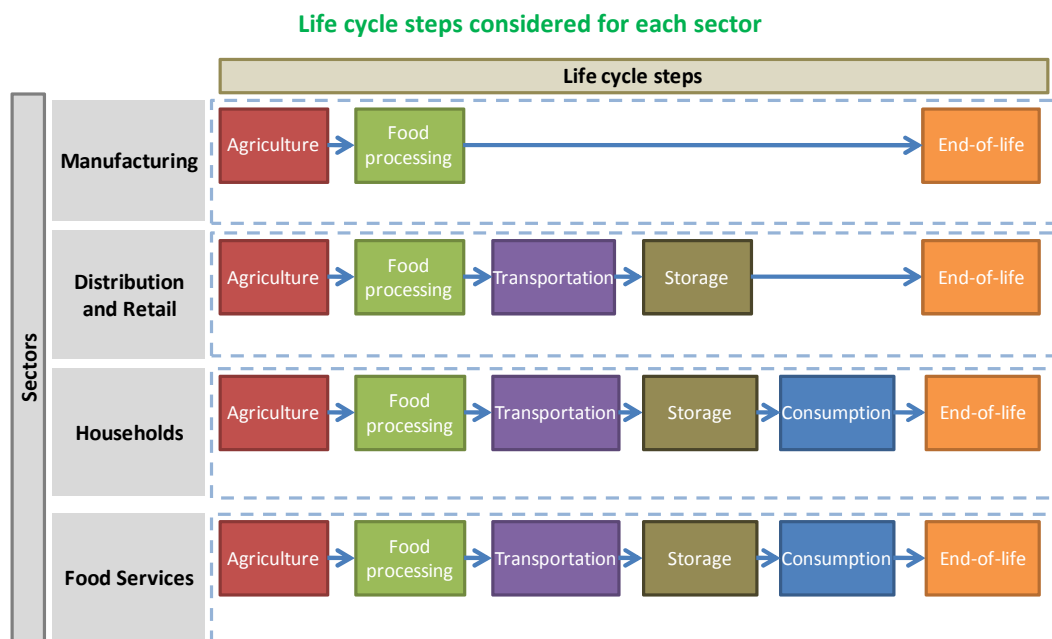 Life cycle steps considered for each sector
Life cycle steps
Sectors
Manufacturing
Agriculture
Food
processing
End-of-life
Distribution
and Retail
Agriculture
Food
processing
Transportation
Storage
End-of-life
Households
Agriculture
Food
processing
Transportation
Storage
Consumption
End-of-life
Food Services
Agriculture
Food
processing
Transportation
Storage
Consumption
End-of-life